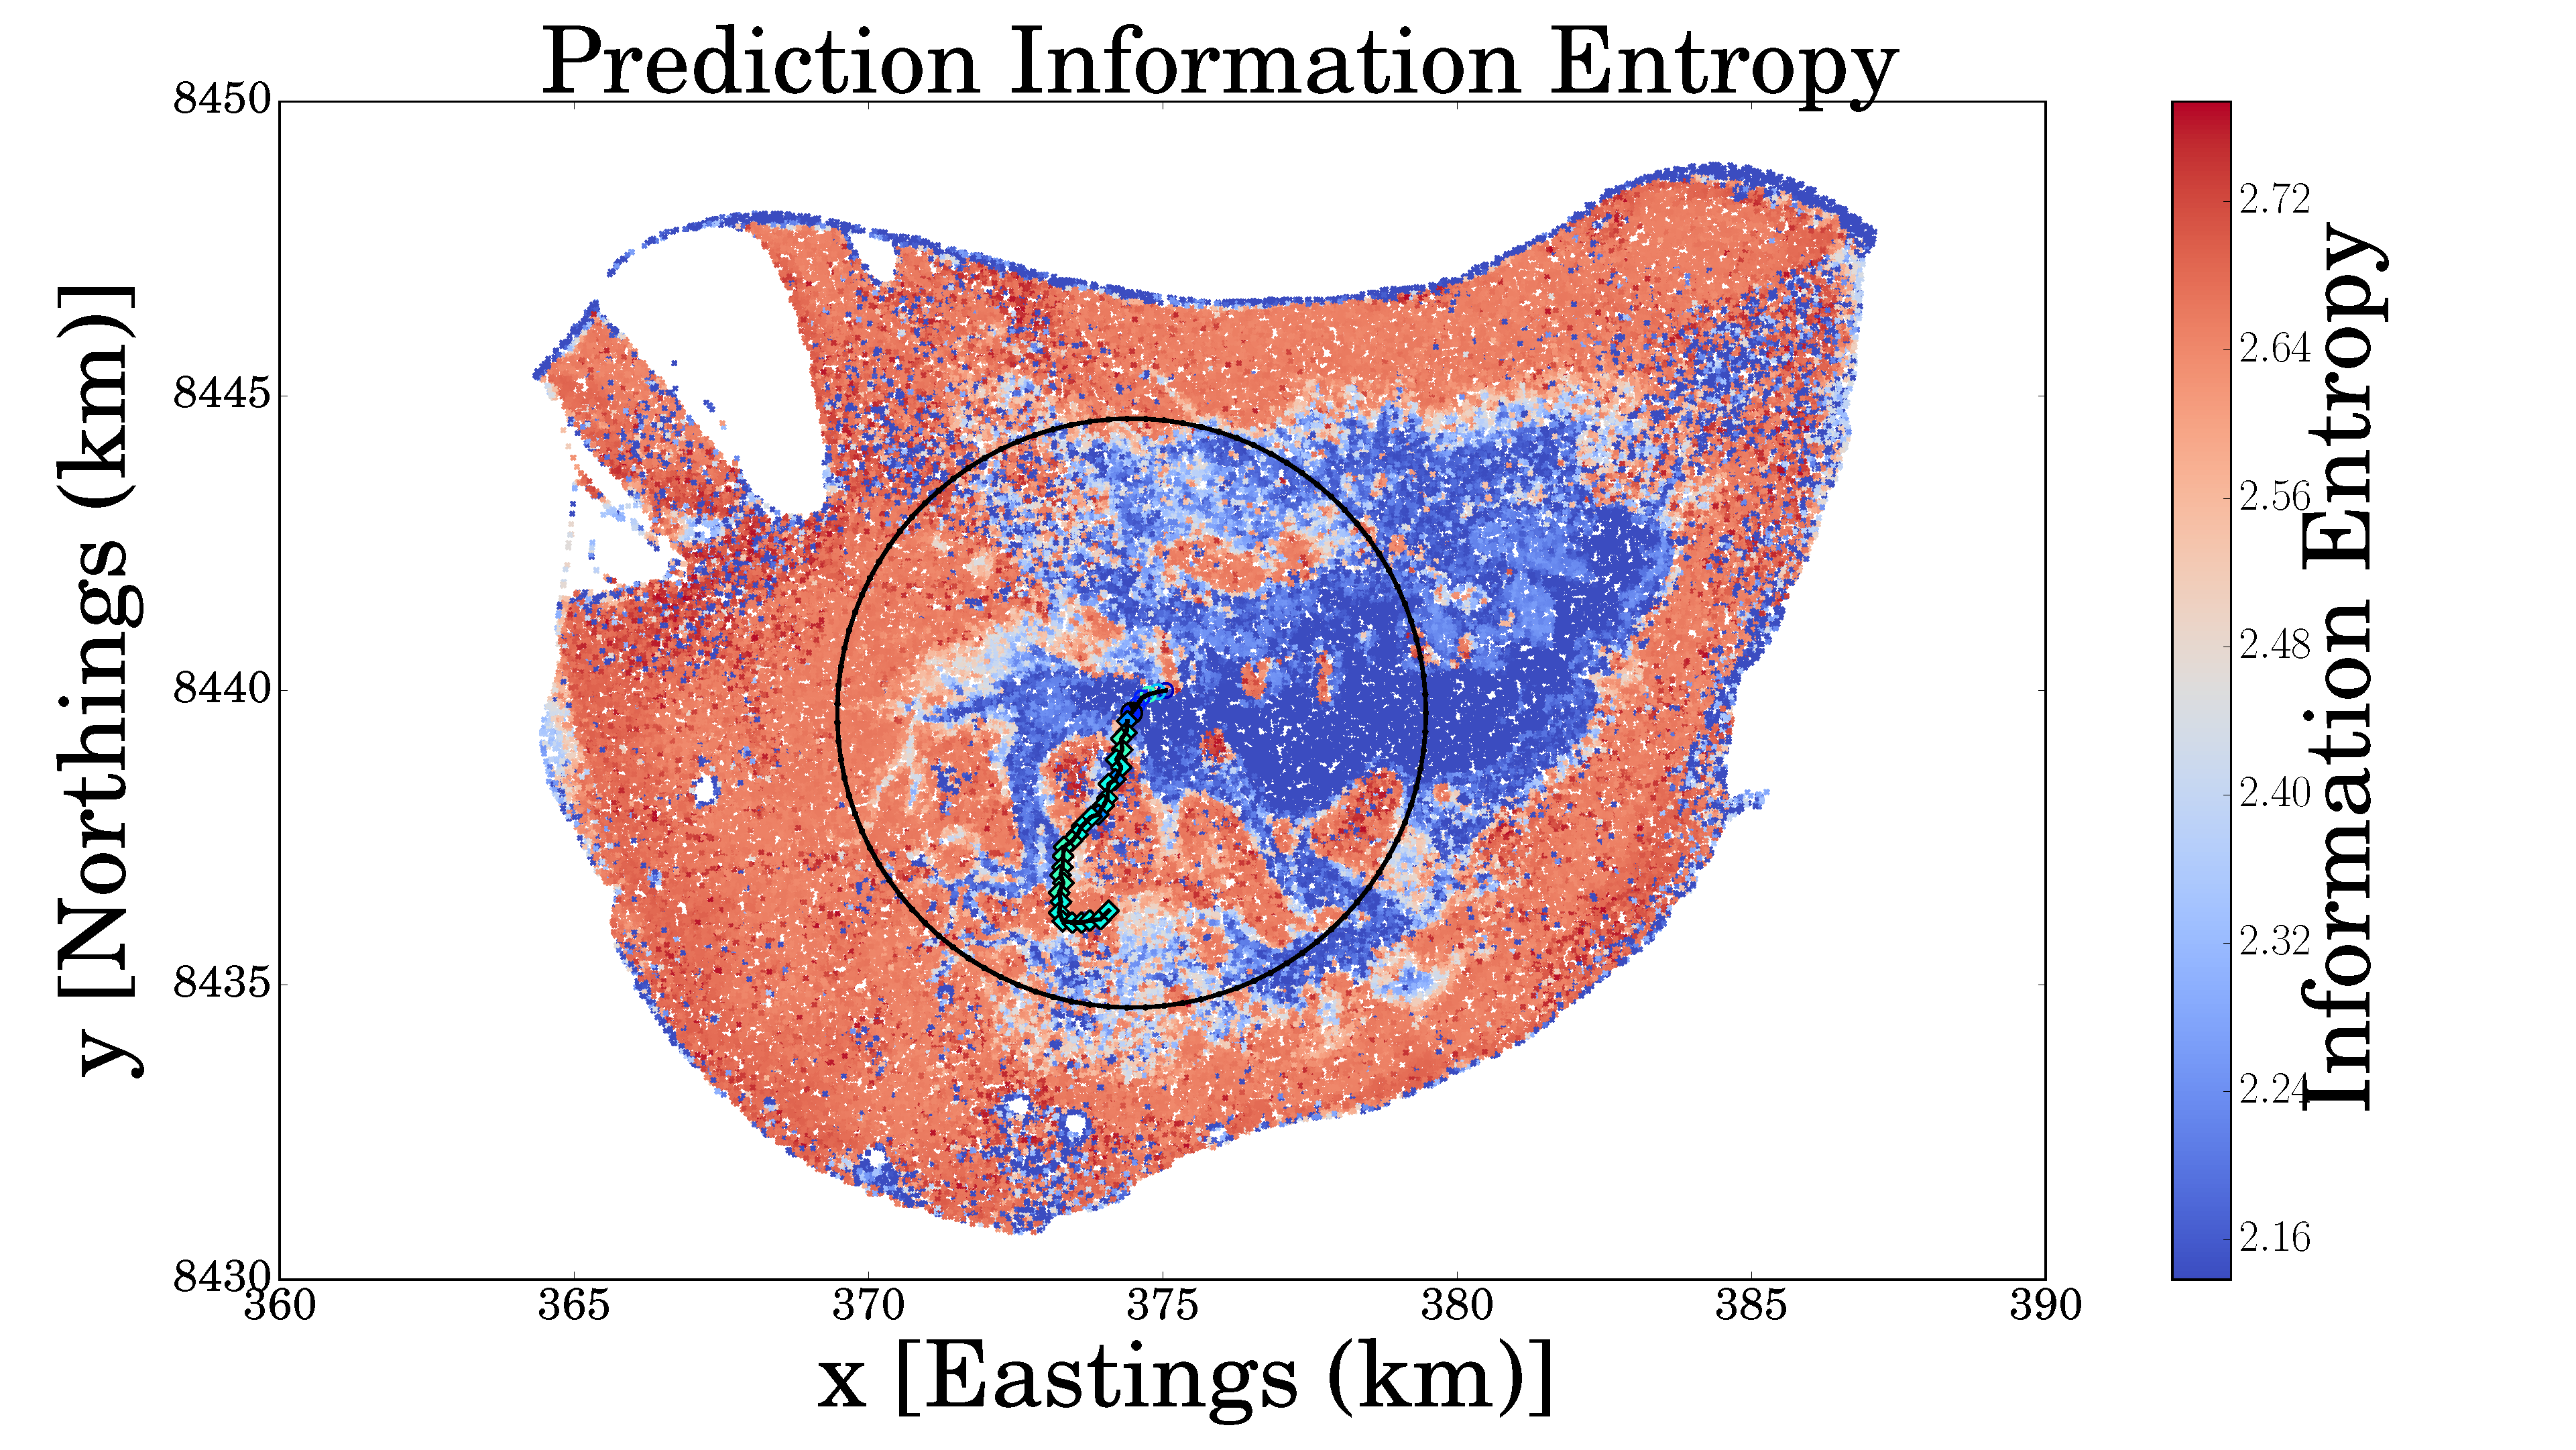 Prediction Information Entropy
8450
8445
8440
8435
8430
y [Northings (km)]
360 365 370 375 380 385 390
x [Eastings (km)]
2.72
2.64
2.56
2.48
2.40
2.32
2.24
2.16
Information Entropy